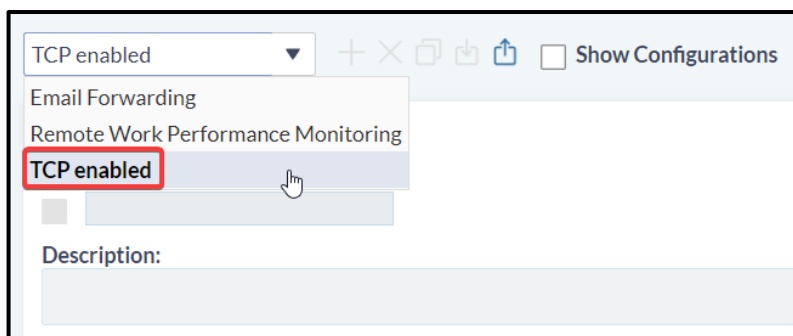 TCP enabled
Show Configurations
Email Forwarding
Remote Work Performance Monitoring
TCP enabled
Description: